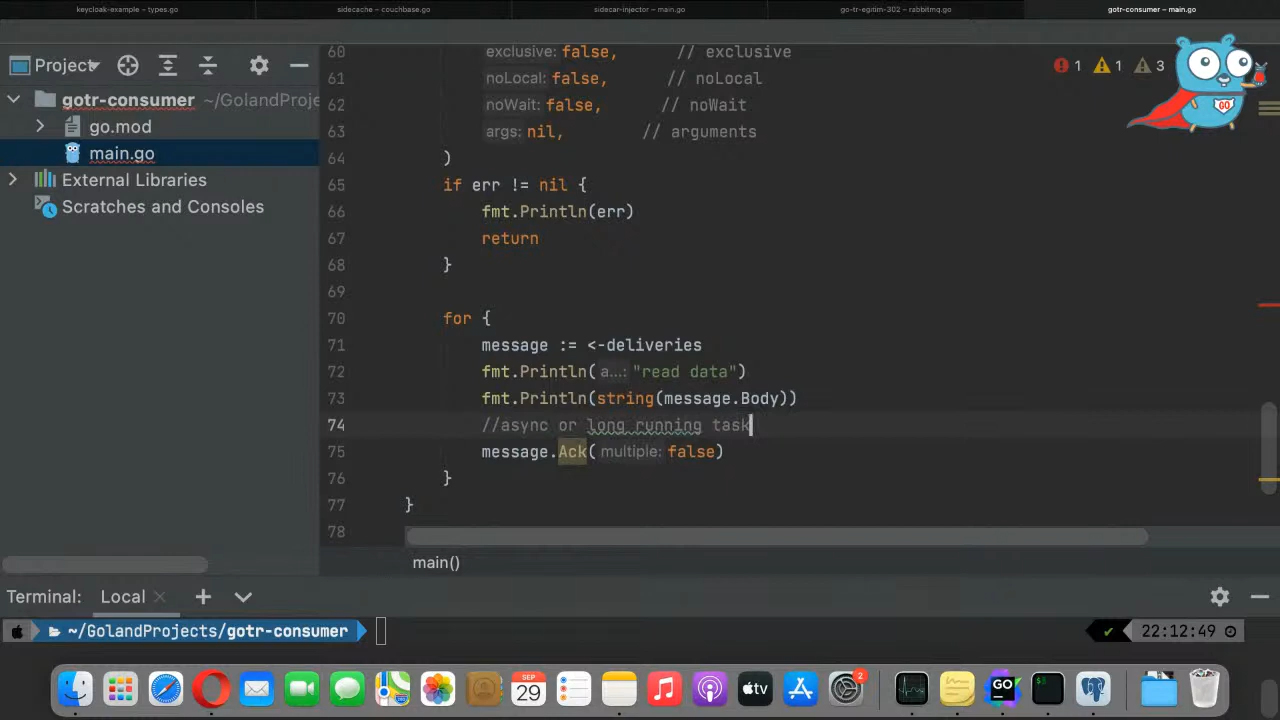 keycloak-example – types.go
sidecache – couchbase.go
sidecar-injector – main.go
go-tr-egitim-302 – rabbitmq.go
gotr-consumer – main.go
Project
1 1 3
GO
gotr-consumer ~/GolandProje
go.mod
main.go
External Libraries
Scratches and Consoles
60 exclusive: false, // exclusive
61 noLocal: false, // noLocal
62 noWait: false, // noWait
63 args: nil, // arguments
64 )
65 if err != nil {
66 fmt.Println(err)
67 return
68 }
69
70 for {
71 message := <-deliveries
72 fmt.Println( a...: "read data")
73 fmt.Println(string(message.Body))
74 //async or long running task
75 message.Ack( multiple: false)
76 }
77 }
78
main()
Terminal: Local
~/GolandProjects/gotr-consumer
22:12:49
SEP
29
tv
2
GO
$